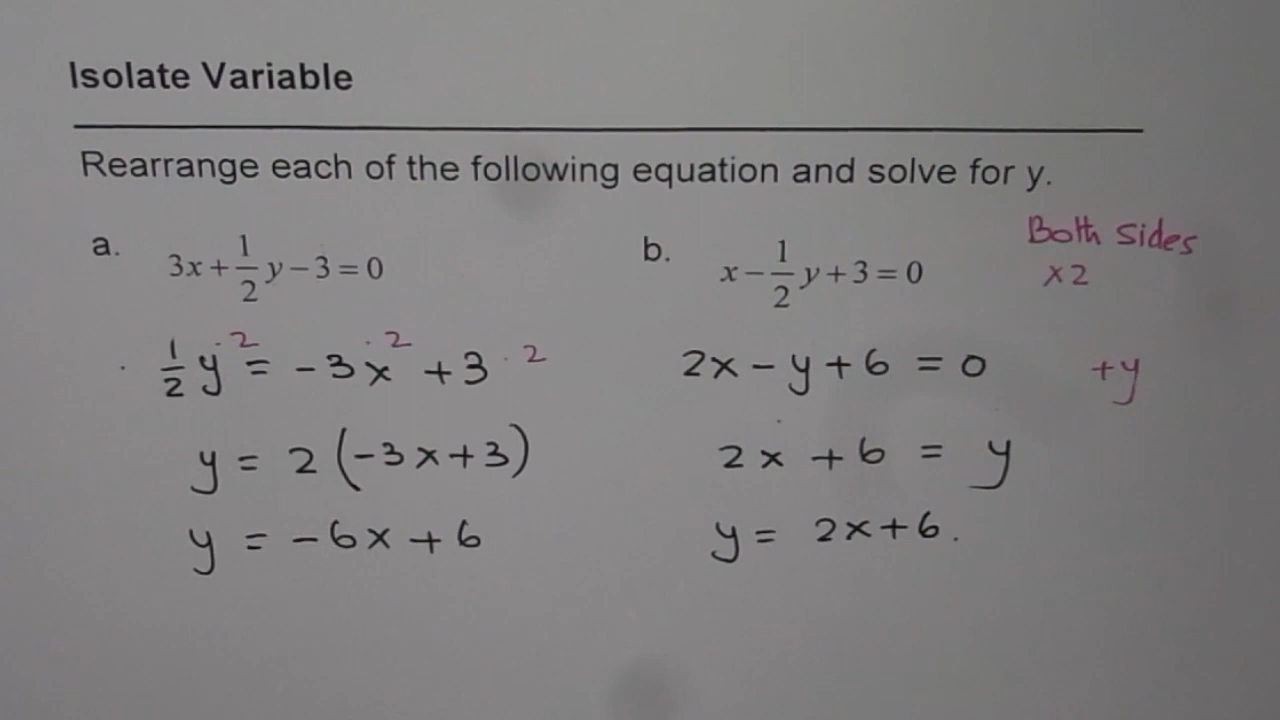 Isolate Variable
Rearrange each of the following equation and solve for y.
a. 3x + 1/2 y − 3 = 0
1/2 y · 2 = -3x · 2 + 3 · 2
y = 2 (-3x+3)
y = -6x + 6
b. x − 1/2 y + 3 = 0
Both sides
x2
2x - y + 6 = 0 +y
2x + 6 = y
y = 2x+6.